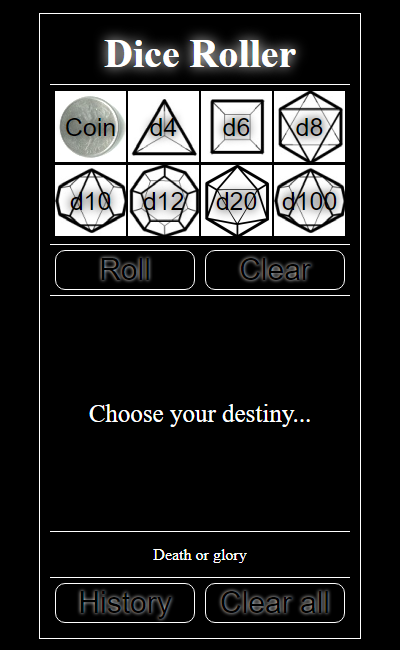 Dice Roller
Coin d4 d6 d8
d10 d12 d20 d100
Roll Clear
Choose your destiny...
Death or glory
History Clear all